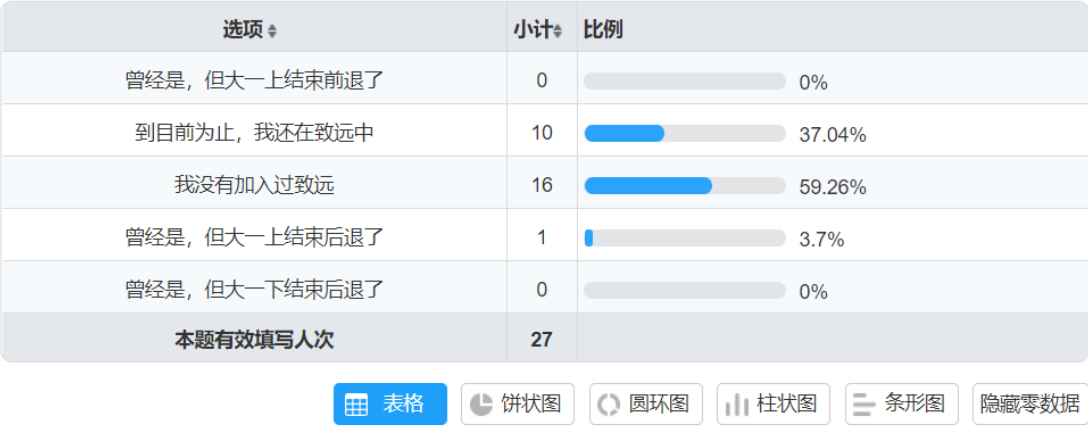 选项 小计 比例
曾经是，但大一上结束前退了 0 0%
到目前为止，我还在致远中 10 37.04%
我没有加入过致远 16 59.26%
曾经是，但大一上结束后退了 1 3.7%
曾经是，但大一下结束后退了 0 0%
本题有效填写人次 27
表格 饼状图 圆环图 柱状图 条形图 隐藏零数据